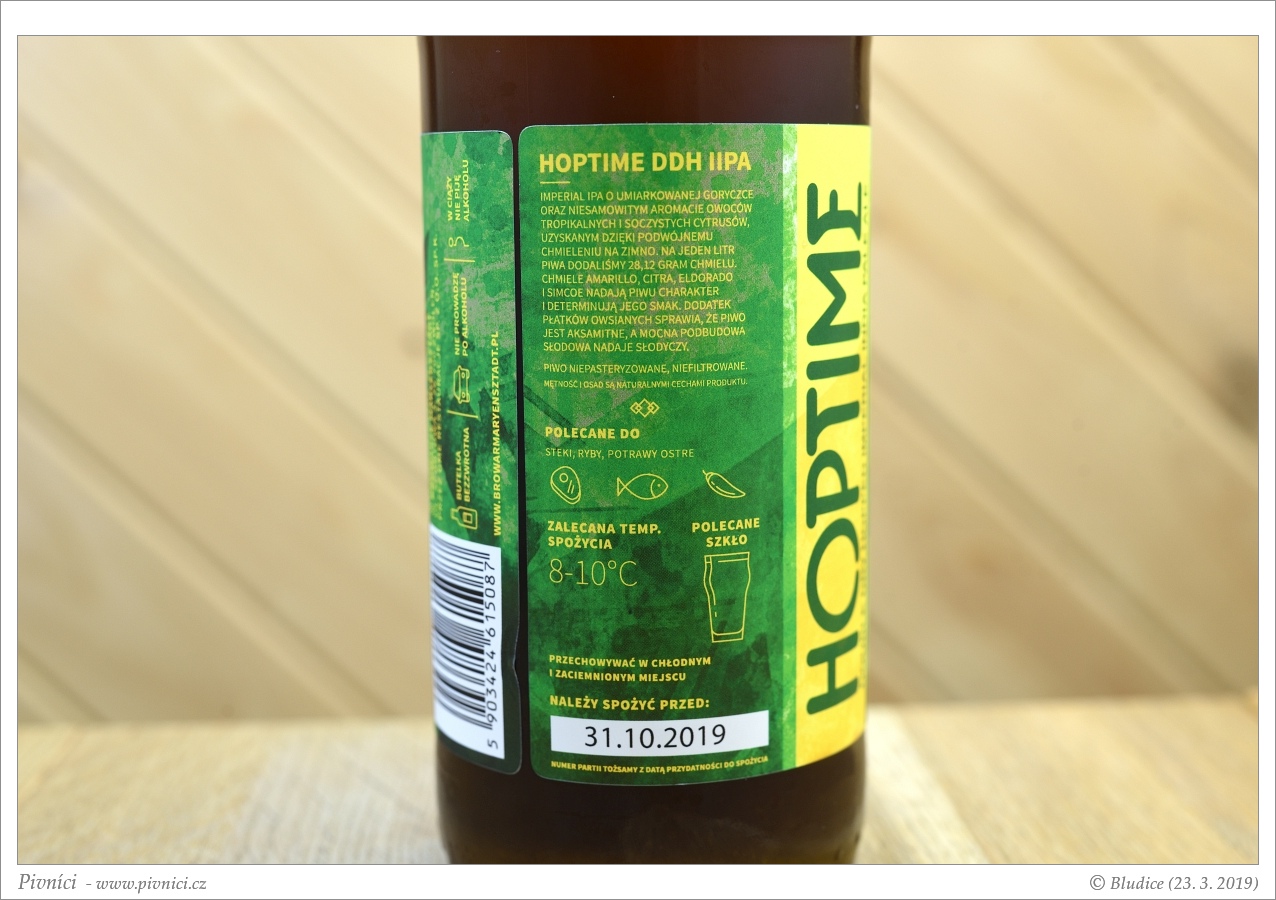 HOPTIME DDH IIPA
IMPERIAL IPA O UMIARKOWANEJ GORYCZCE
ORAZ NIESAMOWITYM AROMACIE OWOCÓW
TROPIKALNYCH I SOCZYSTYCH CYTRUSÓW,
UZYSKANYM DZIĘKI PODWÓJNEMU
CHMIELENIU NA ZIMNO. NA JEDEN LITR
PIWA DODALIŚMY 28,12 GRAM CHMIELU.
CHMIELE AMARILLO, CITRA, ELDORADO
I SIMCOE NADAJĄ PIWU CHARAKTER
I DETERMINUJĄ JEGO SMAK. DODATEK
PŁATKÓW OWSIANYCH SPRAWIA, ŻE PIWO
JEST AKSAMITNE, A MOCNA PODBUDOWA
SŁODOWA NADAJE SŁODYCZY.
PIWO NIEPASTERYZOWANE, NIEFILTROWANE.
MĘTNOŚĆ I OSAD SĄ NATURALNYMI CECHAMI PRODUKTU.
POLECANE DO
STEKI, RYBY, POTRAWY OSTRE
ZALECANA TEMP.
SPOŻYCIA
8-10°C
POLECANE
SZKŁO
PRZECHOWYWAĆ W CHŁODNYM
I ZACIEMNIONYM MIEJSCU
NALEŻY SPOŻYĆ PRZED:
31.10.2019
NUMER PARTII TOŻSAMY Z DATĄ PRZYDATNOŚCI DO SPOŻYCIA
HOPTIME
BUTELKA
BEZZWROTNA
NIE PROWADZĘ
PO ALKOHOLU
W CIĄŻY
NIE PIJĘ
ALKOHOLU
WWW.BROWARMARYENSZTADT.PL
5 903424 615087
Pivníci - www.pivnici.cz
© Bludice (23. 3. 2019)